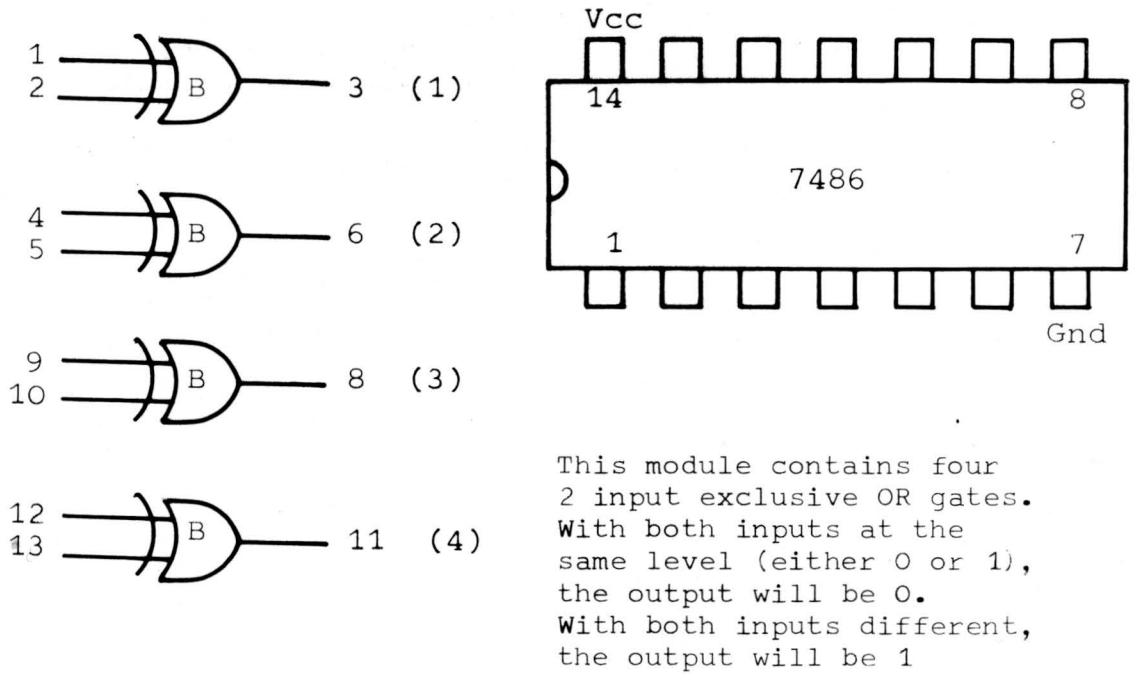 1
2
B
3 (1)
4
5
B
6 (2)
9
10
B
8 (3)
12
13
B
11 (4)
Vcc
14
8
7486
1
7
Gnd
This module contains four
2 input exclusive OR gates.
With both inputs at the
same level (either 0 or 1),
the output will be 0.
With both inputs different,
the output will be 1